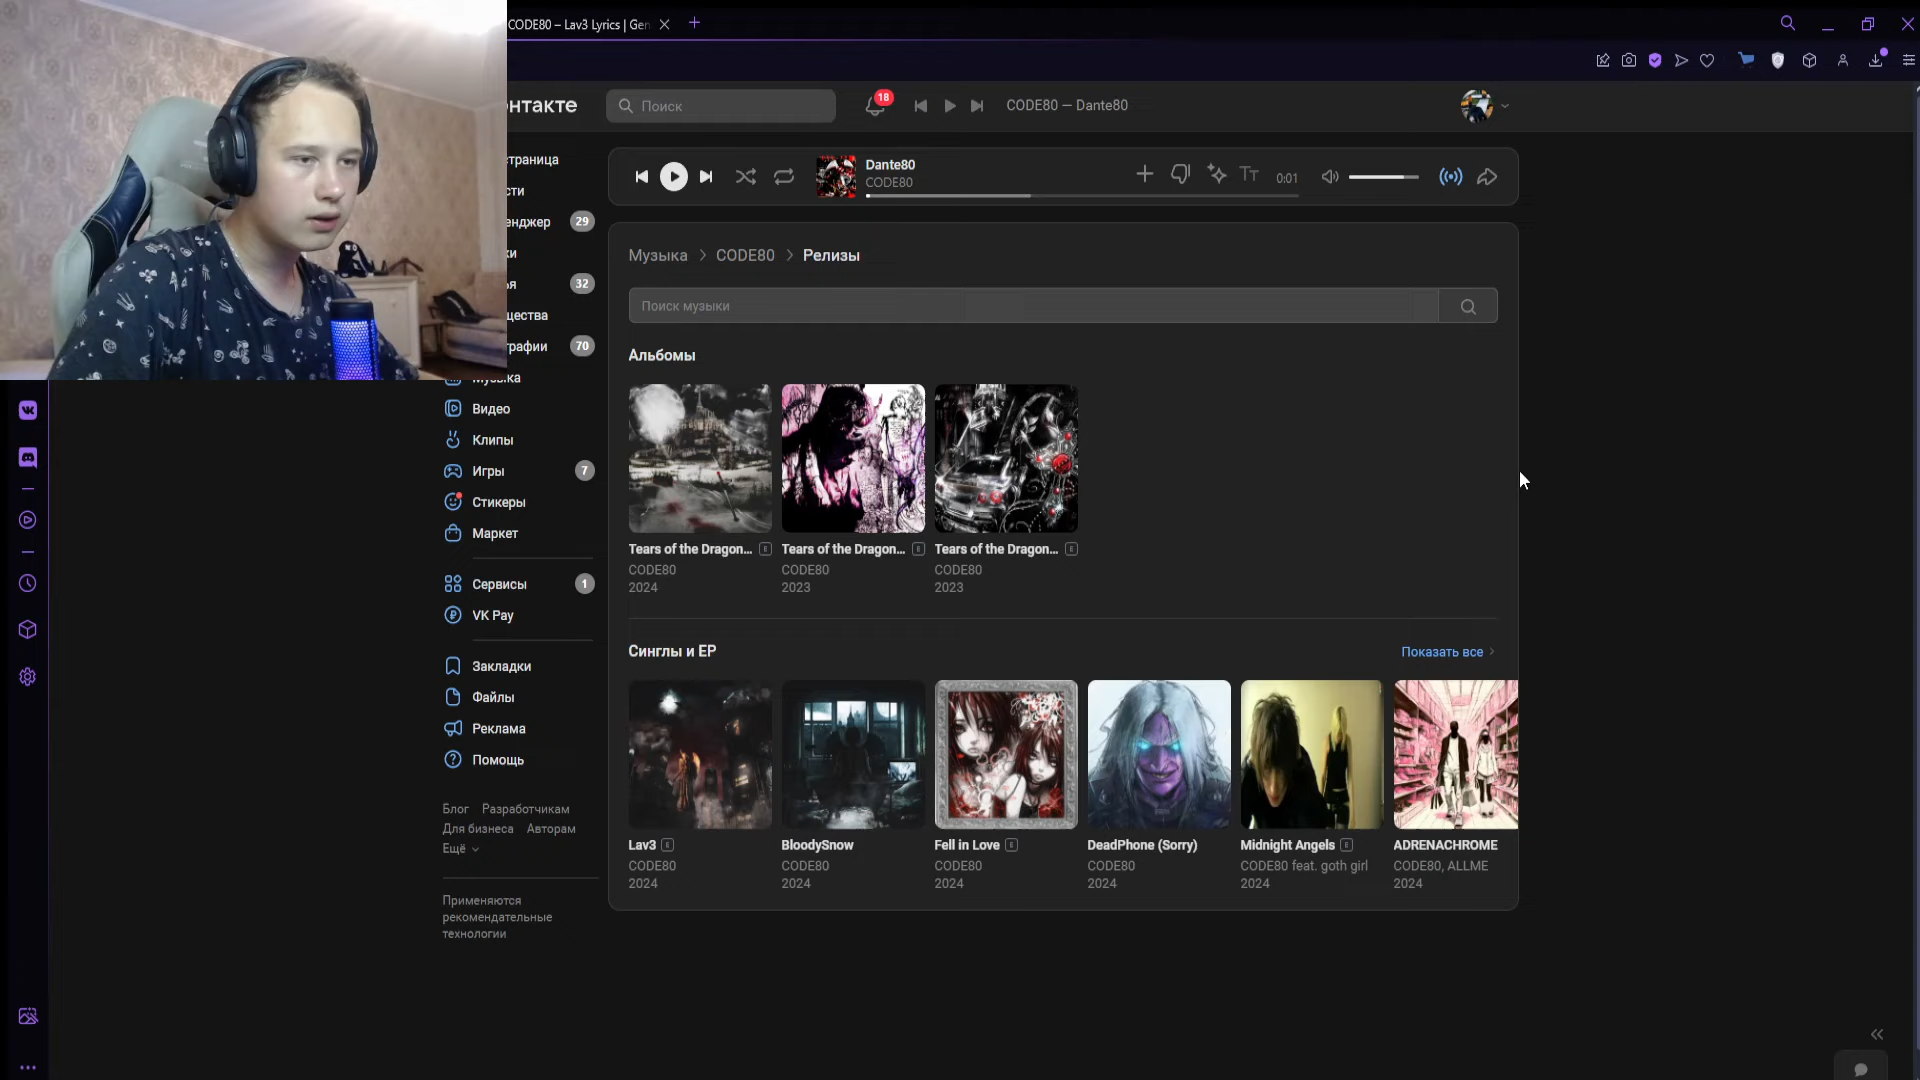 CODE80 – Lav3 Lyrics | Gen
нтакте
Поиск
18
CODE80 — Dante80
Dante80
CODE80
Тт
0:01
траница
сти
енджер
29
ки
ья
32
щества
рафии
70
Музыка
Видео
Клипы
Игры
7
Стикеры
Маркет
Сервисы
1
VK Pay
Закладки
Файлы
Реклама
Помощь
Блог Разработчикам
Для бизнеса Авторам
Ещё
Применяются
рекомендательные
технологии
Музыка > CODE80 > Релизы
Поиск музыки
Альбомы
Tears of the Dragon... E
CODE80
2024
Tears of the Dragon... E
CODE80
2023
Tears of the Dragon... E
CODE80
2023
Синглы и EP
Показать все
Lav3 E
CODE80
2024
BloodySnow
CODE80
2024
Fell in Love E
CODE80
2024
DeadPhone (Sorry)
CODE80
2024
Midnight Angels E
CODE80 feat. goth girl
2024
ADRENACHROME
CODE80, ALLME
2024